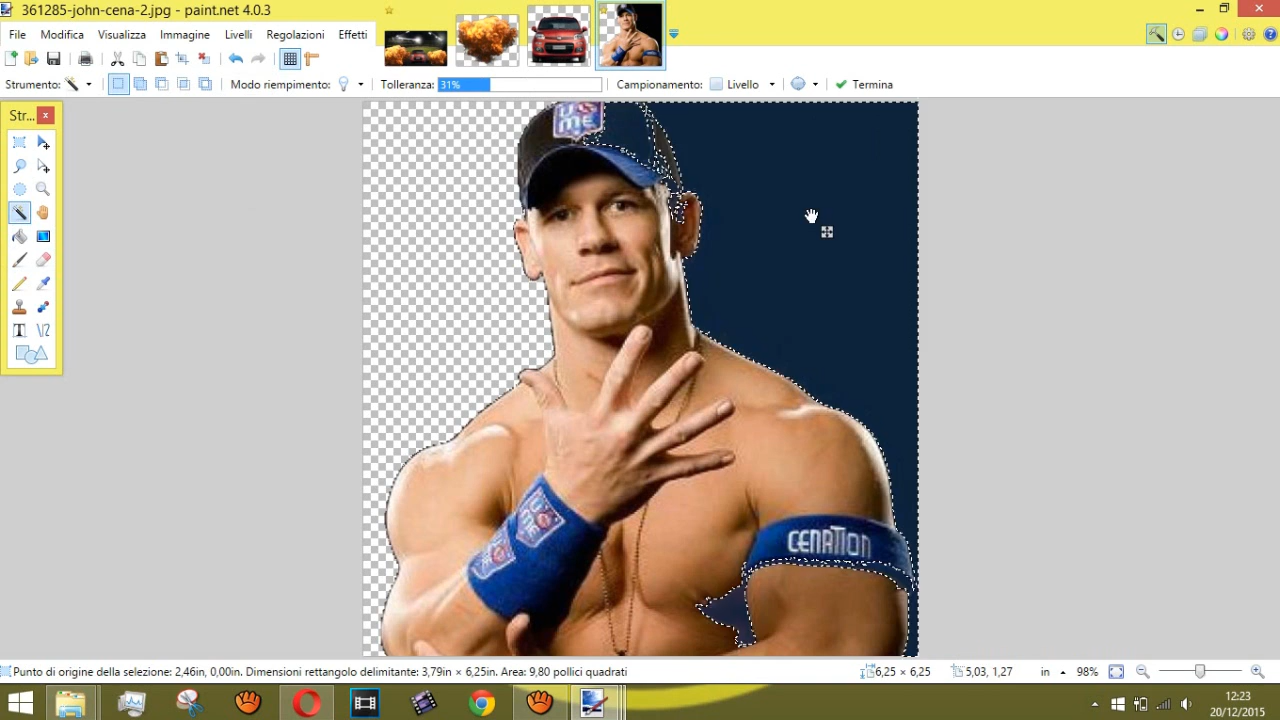 361285-john-cena-2.jpg - paint.net 4.0.3
Modifica Visualizza Immagine Livelli Regolazioni Effetti
Strumento: Modo riempimento: Tolleranza: 31% Campionamento: Livello Termina
Str...
U
ME
CENATION
U
ME
Punto di origine della selezione: 2,46in, 0,00in. Dimensioni rettangolo delimitante: 3,79in × 6,25in. Area: 9,80 pollici quadrati
6,25 × 6,25
5,03, 1,27
in
98%
12:23
20/12/2015